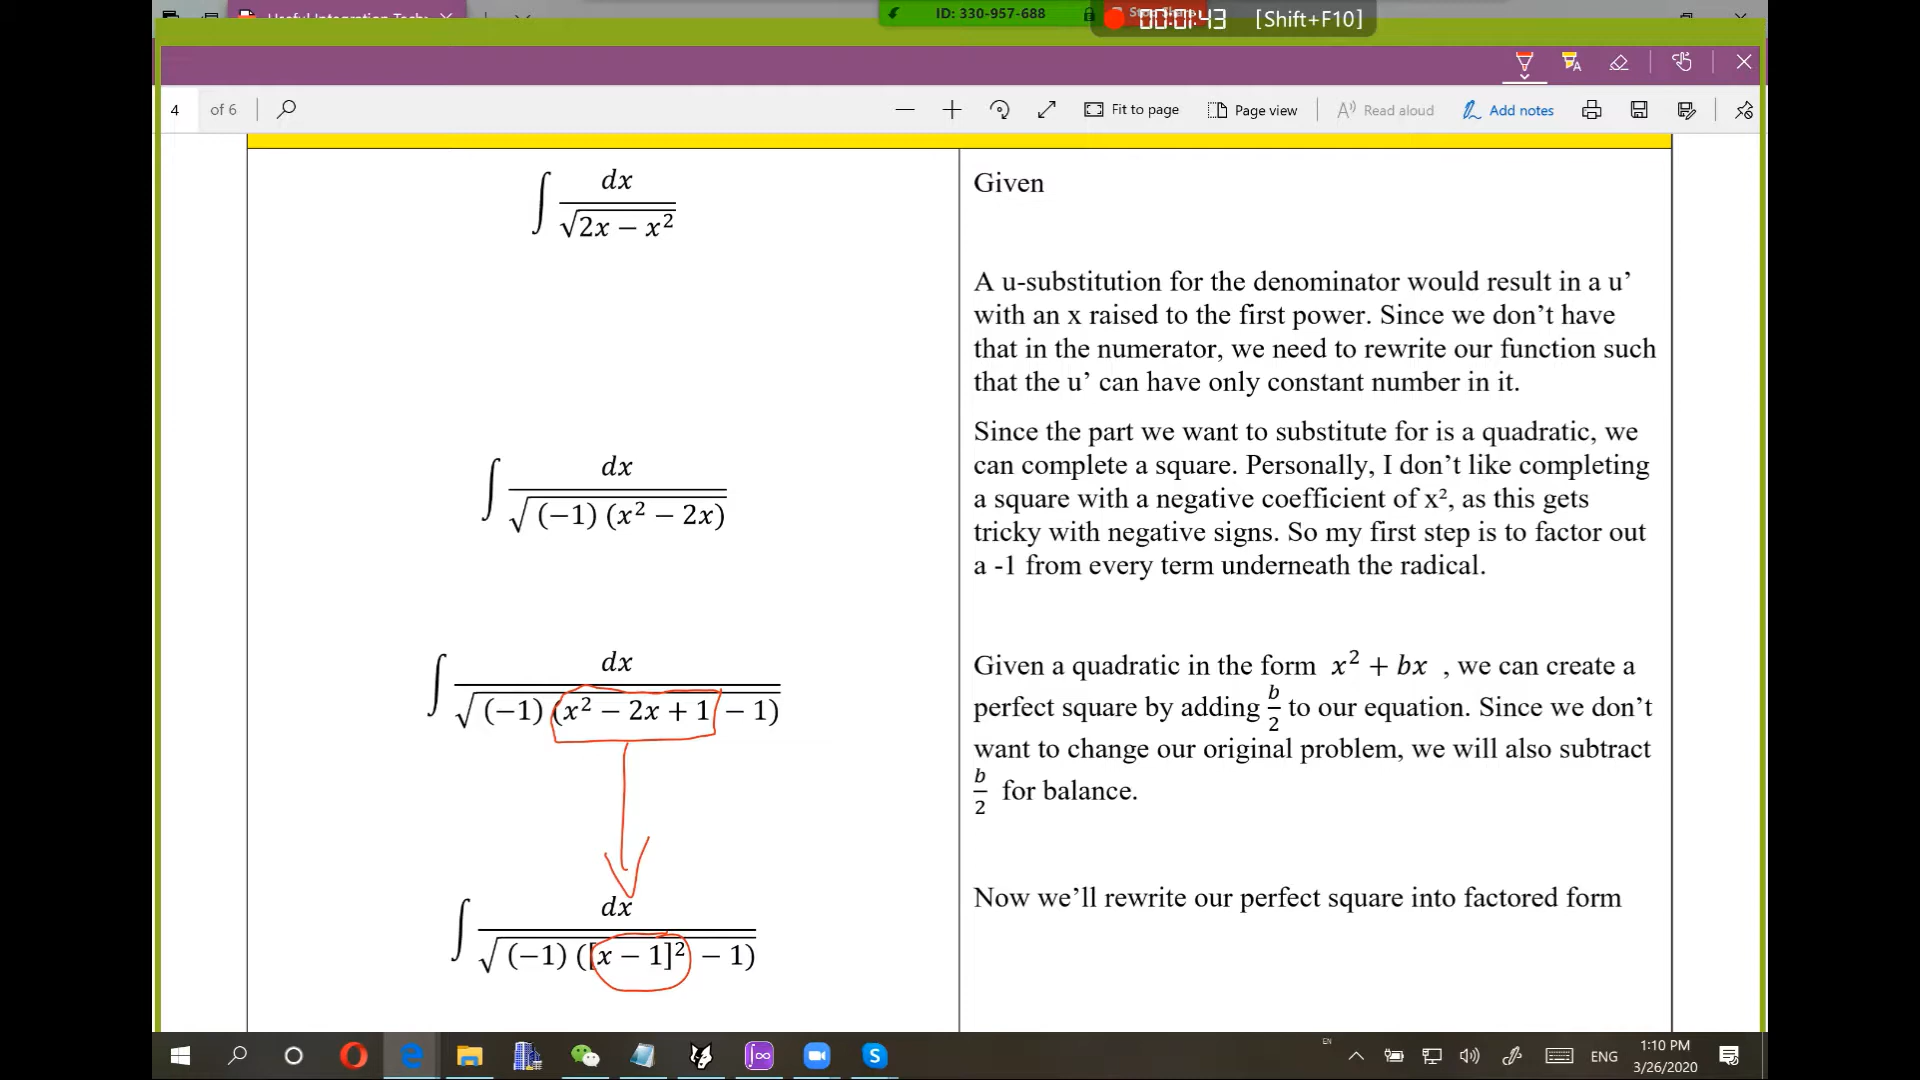 Useful Integration Tech
ID: 330-957-688
00:01:43 [Shift+F10]
4 of 6
Fit to page
Page view
Read aloud
Add notes
∫ dx / √(2x − x²)
Given
A u-substitution for the denominator would result in a u’
with an x raised to the first power. Since we don’t have
that in the numerator, we need to rewrite our function such
that the u’ can have only constant number in it.
∫ dx / √((−1) (x² − 2x))
Since the part we want to substitute for is a quadratic, we
can complete a square. Personally, I don’t like completing
a square with a negative coefficient of x², as this gets
tricky with negative signs. So my first step is to factor out
a -1 from every term underneath the radical.
∫ dx / √((−1) (x² − 2x + 1 − 1))
Given a quadratic in the form x² + bx , we can create a
perfect square by adding b/2 to our equation. Since we don’t
want to change our original problem, we will also subtract
b/2 for balance.
∫ dx / √((−1) ([x − 1]² − 1))
Now we’ll rewrite our perfect square into factored form
EN
ENG
1:10 PM
3/26/2020